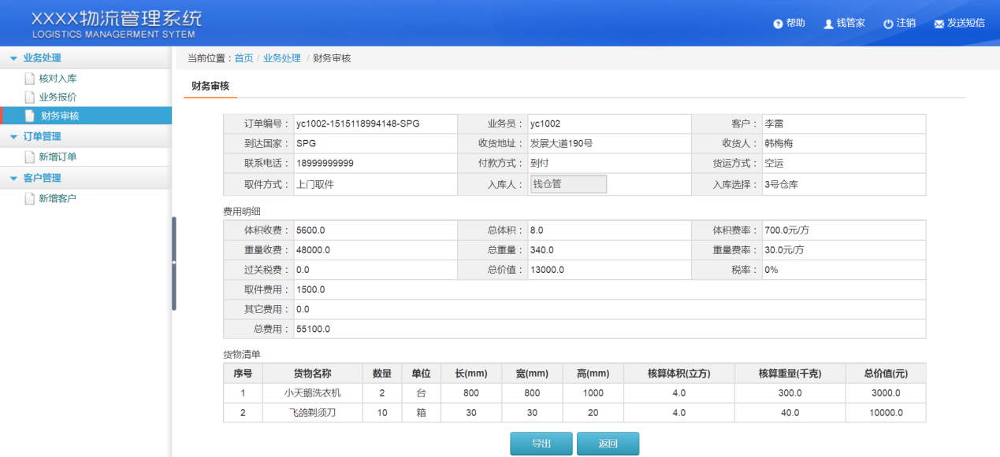 XXXX物流管理系统
LOGISTICS MANAGERMENT SYTEM
帮助 钱管家 注销 发送短信
业务处理
核对入库
业务报价
财务审核
订单管理
新增订单
客户管理
新增客户
当前位置：首页 / 业务处理 / 财务审核
财务审核
订单编号： yc1002-1515118994148-SPG 业务员： yc1002 客户： 李雷
到达国家： SPG 收货地址： 发展大道190号 收货人： 韩梅梅
联系电话： 18999999999 付款方式： 到付 货运方式： 空运
取件方式： 上门取件 入库人： 钱仓管 入库选择： 3号仓库
费用明细
体积收费： 5600.0 总体积： 8.0 体积费率： 700.0元/方
重量收费： 48000.0 总重量： 340.0 重量费率： 30.0元/方
过关税费： 0.0 总价值： 13000.0 税率： 0%
取件费用： 1500.0
其它费用： 0.0
总费用： 55100.0
货物清单
序号 货物名称 数量 单位 长(mm) 宽(mm) 高(mm) 核算体积(立方) 核算重量(千克) 总价值(元)
1 小天鹅洗衣机 2 台 800 800 1000 4.0 300.0 3000.0
2 飞鸽剃须刀 10 箱 30 30 20 4.0 40.0 10000.0
导出 返回